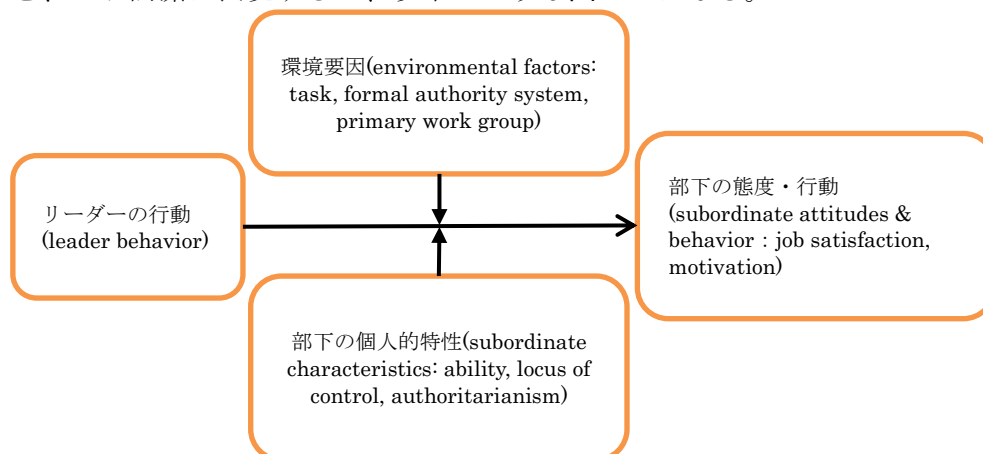 環境要因(environmental factors:
task, formal authority system,
primary work group)
リーダーの行動
(leader behavior)
部下の態度・行動
(subordinate attitudes &
behavior：job satisfaction,
motivation)
部下の個人的特性(subordinate
characteristics: ability, locus of
control, authoritarianism)